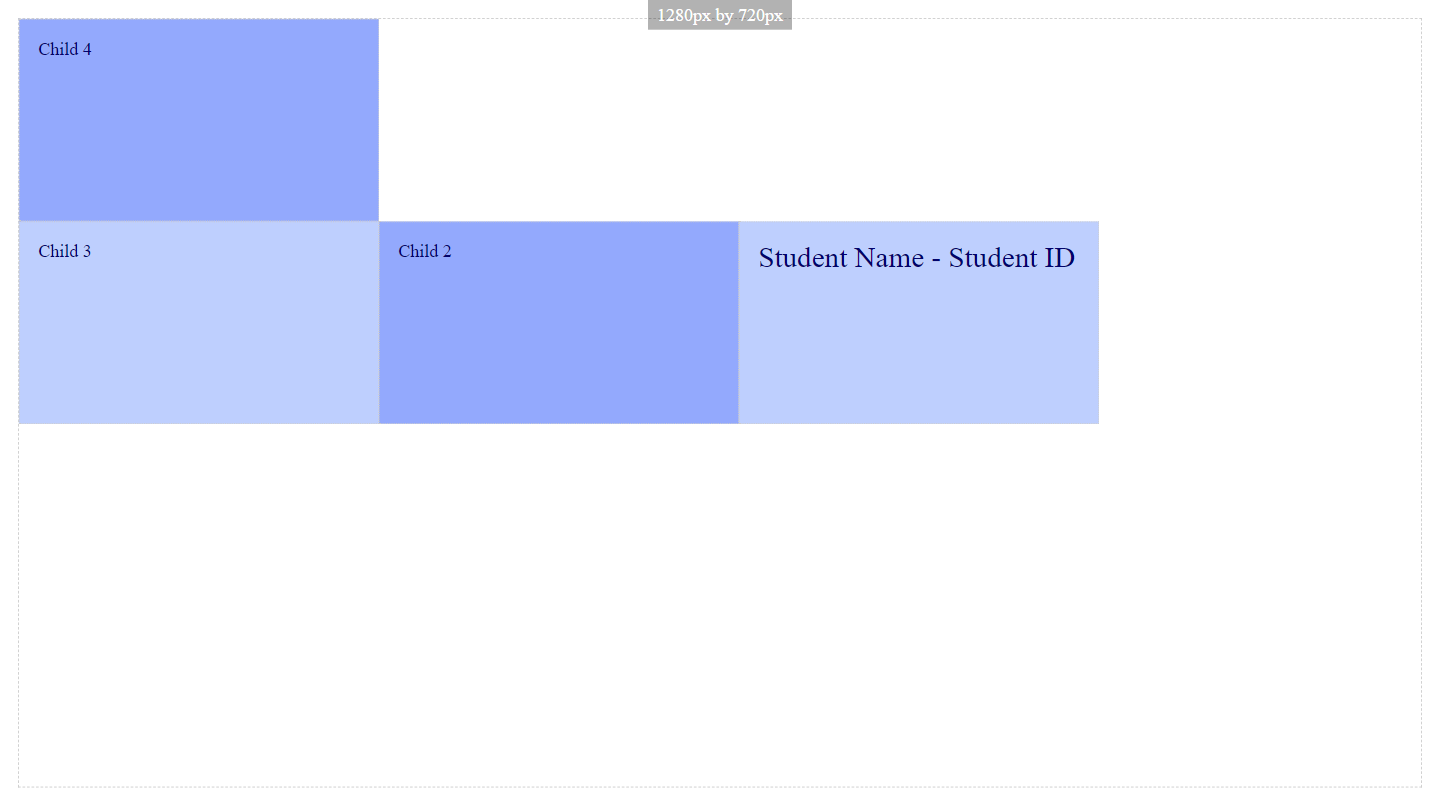 1280px by 720px
Child 4
Child 3
Child 2
Student Name - Student ID